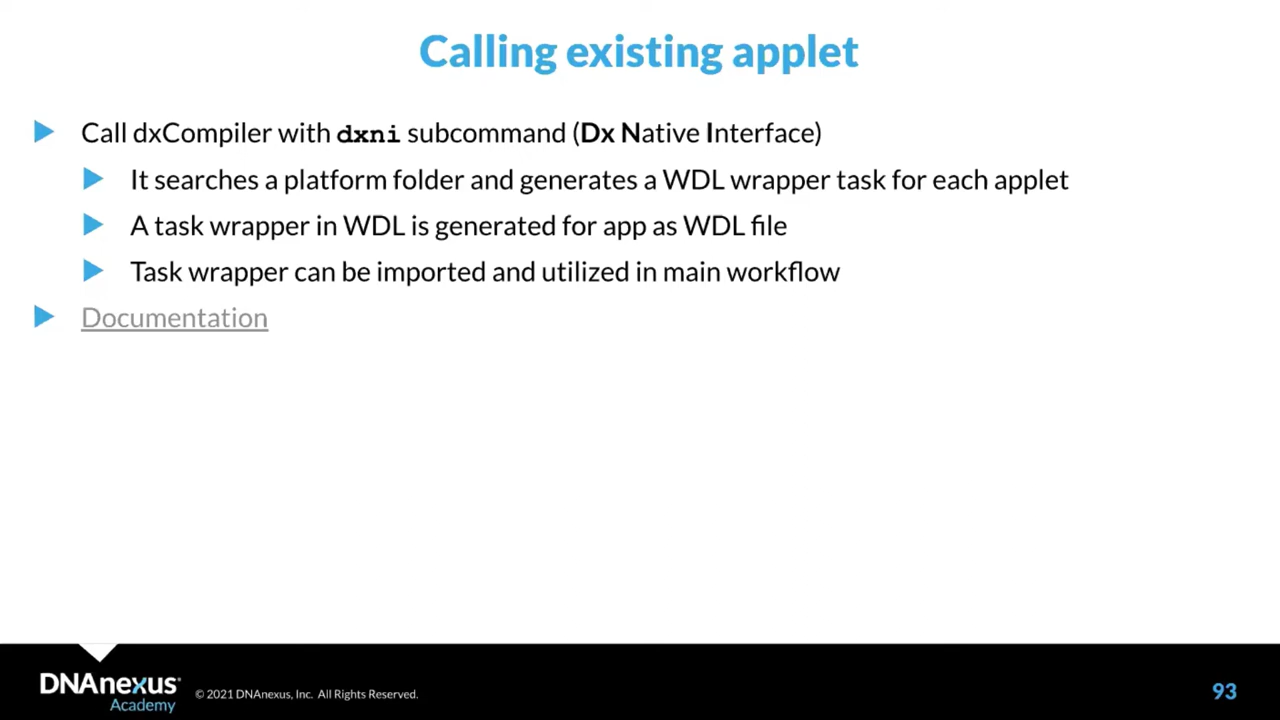 Calling existing applet
Call dxCompiler with dxni subcommand (Dx Native Interface)
It searches a platform folder and generates a WDL wrapper task for each applet
A task wrapper in WDL is generated for app as WDL file
Task wrapper can be imported and utilized in main workflow
Documentation
DNAnexus
Academy
© 2021 DNAnexus, Inc. All Rights Reserved.
93